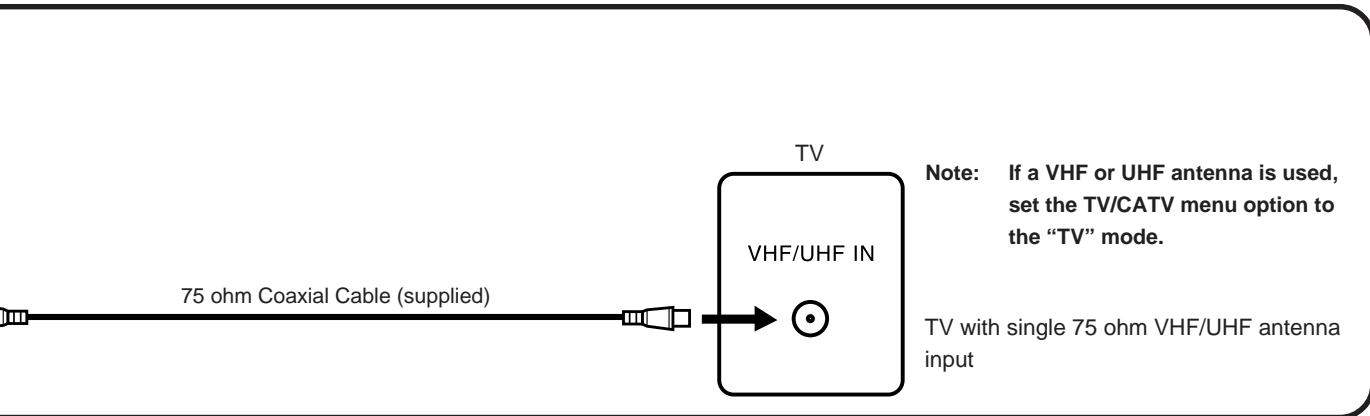 TV
Note: If a VHF or UHF antenna is used,
set the TV/CATV menu option to
the “TV” mode.
VHF/UHF IN
75 ohm Coaxial Cable (supplied)
TV with single 75 ohm VHF/UHF antenna
input